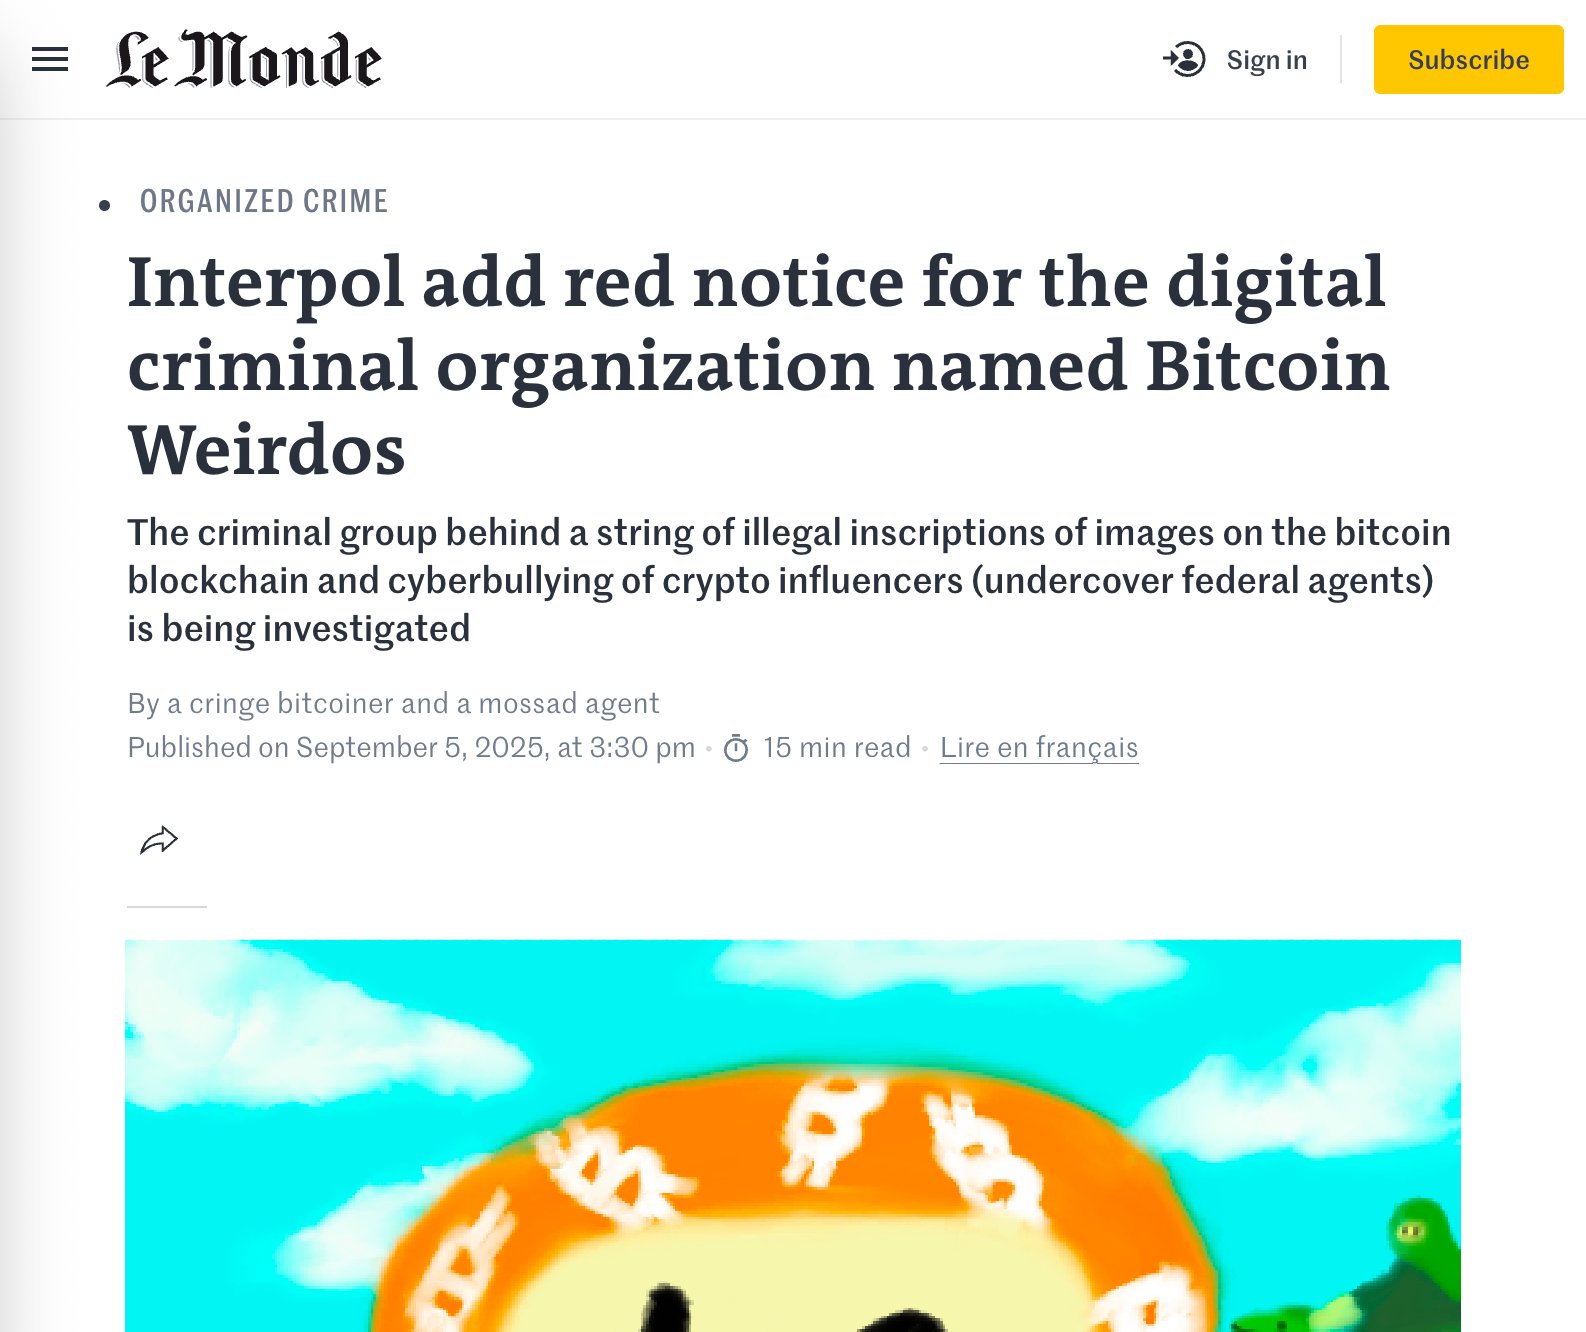 Le Monde
Sign in
Subscribe
ORGANIZED CRIME
Interpol add red notice for the digital
criminal organization named Bitcoin
Weirdos
The criminal group behind a string of illegal inscriptions of images on the bitcoin
blockchain and cyberbullying of crypto influencers (undercover federal agents)
is being investigated
By a cringe bitcoiner and a mossad agent
Published on September 5, 2025, at 3:30 pm • 15 min read • Lire en français